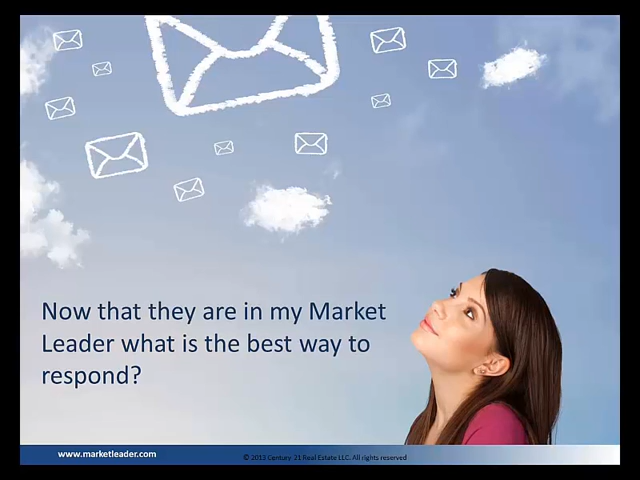 Now that they are in my Market
Leader what is the best way to
respond?
www.marketleader.com
© 2013 Century 21 Real Estate LLC. All rights reserved